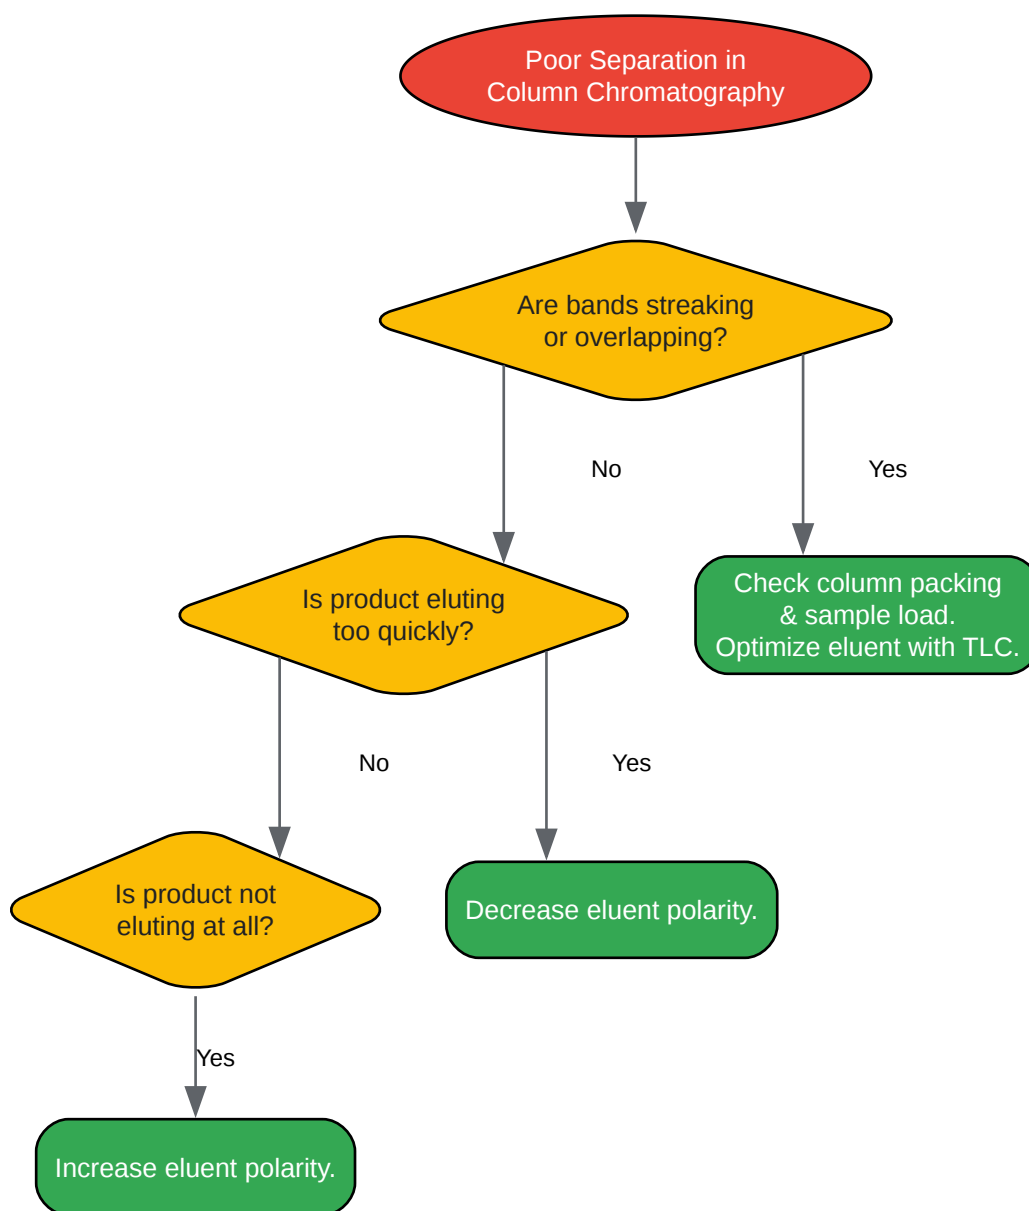 Poor Separation in
Column Chromatography
Are bands streaking
or overlapping?
No
Yes
Is product eluting
too quickly?
Check column packing
& sample load.
Optimize eluent with TLC.
No
Yes
Is product not
eluting at all?
Decrease eluent polarity.
Yes
Increase eluent polarity.